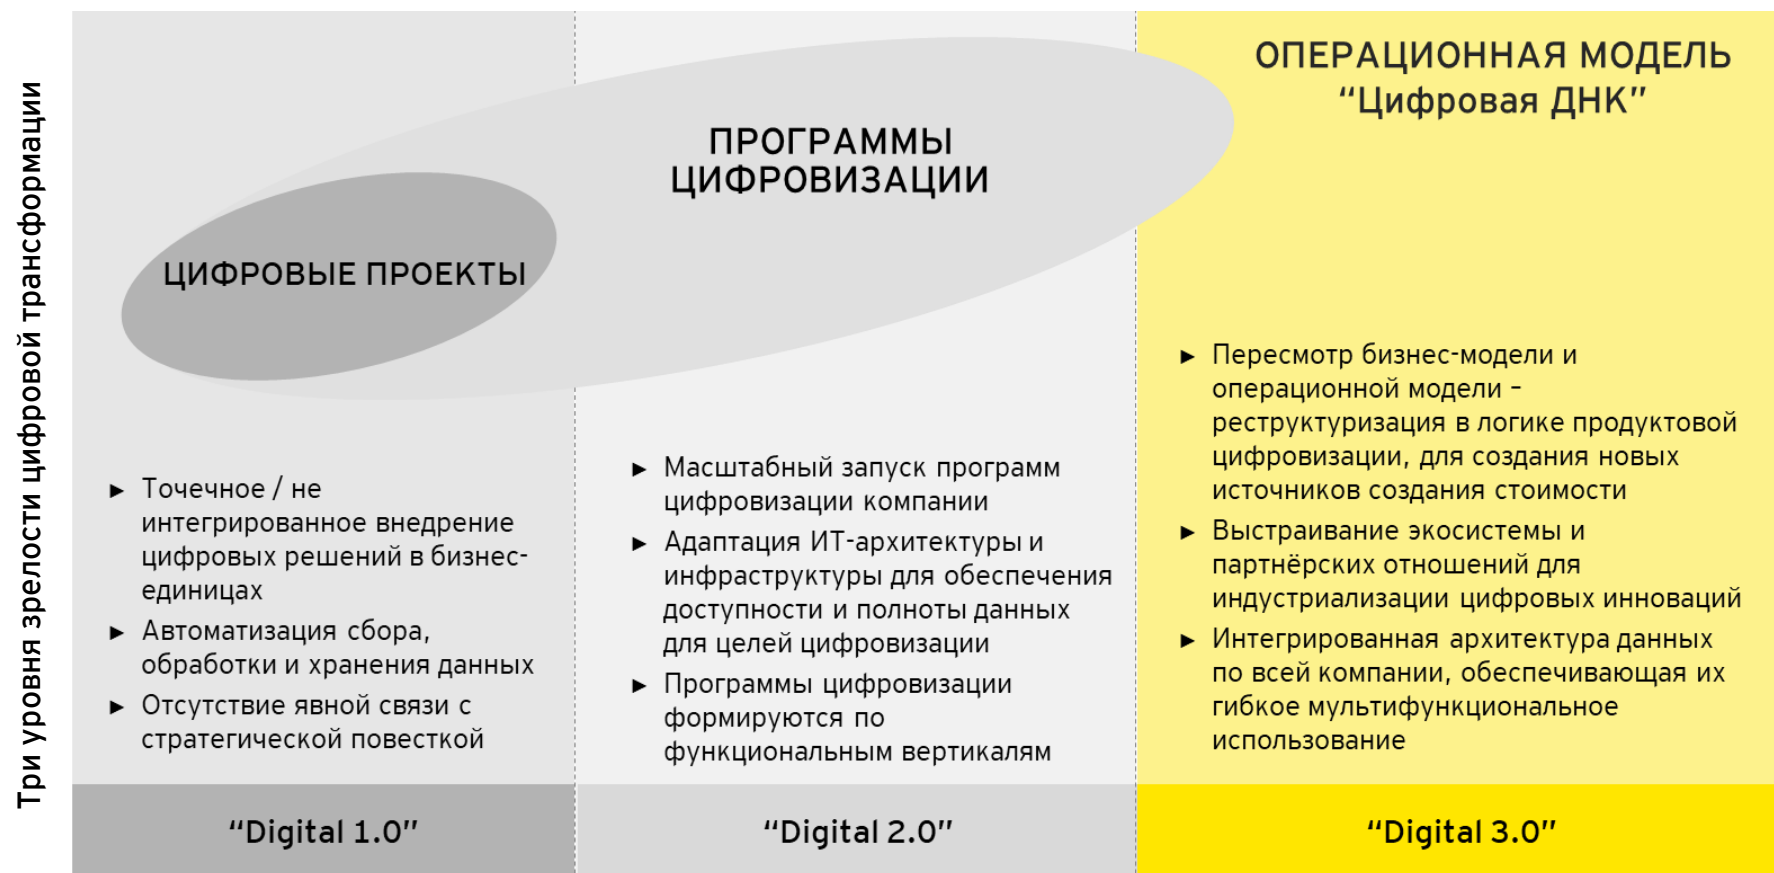 Три уровня зрелости цифровой трансформации
ЦИФРОВЫЕ ПРОЕКТЫ
► Точечное / не
интегрированное внедрение
цифровых решений в бизнес-
единицах
► Автоматизация сбора,
обработки и хранения данных
► Отсутствие явной связи с
стратегической повесткой
“Digital 1.0”
ПРОГРАММЫ
ЦИФРОВИЗАЦИИ
► Масштабный запуск программ
цифровизации компании
► Адаптация ИТ-архитектуры и
инфраструктуры для обеспечения
доступности и полноты данных
для целей цифровизации
► Программы цифровизации
формируются по
функциональным вертикалям
“Digital 2.0”
ОПЕРАЦИОННАЯ МОДЕЛЬ
“Цифровая ДНК”
► Пересмотр бизнес-модели и
операционной модели –
реструктуризация в логике продуктовой
цифровизации, для создания новых
источников создания стоимости
► Выстраивание экосистемы и
партнёрских отношений для
индустриализации цифровых инноваций
► Интегрированная архитектура данных
по всей компании, обеспечивающая их
гибкое мультифункциональное
использование
“Digital 3.0”